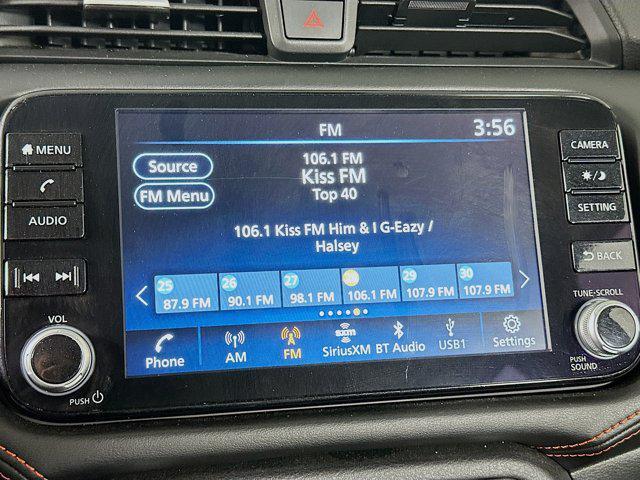 FM
3:56
MENU
AUDIO
VOL
PUSH
Source
FM Menu
106.1 FM
Kiss FM
Top 40
106.1 Kiss FM Him & I G-Eazy /
Halsey
25
87.9 FM
26
90.1 FM
27
98.1 FM
28
106.1 FM
29
107.9 FM
30
107.9 FM
Phone
AM
FM
sxm
SiriusXM
BT Audio
USB1
Settings
CAMERA
SETTING
BACK
TUNE·SCROLL
PUSH
SOUND